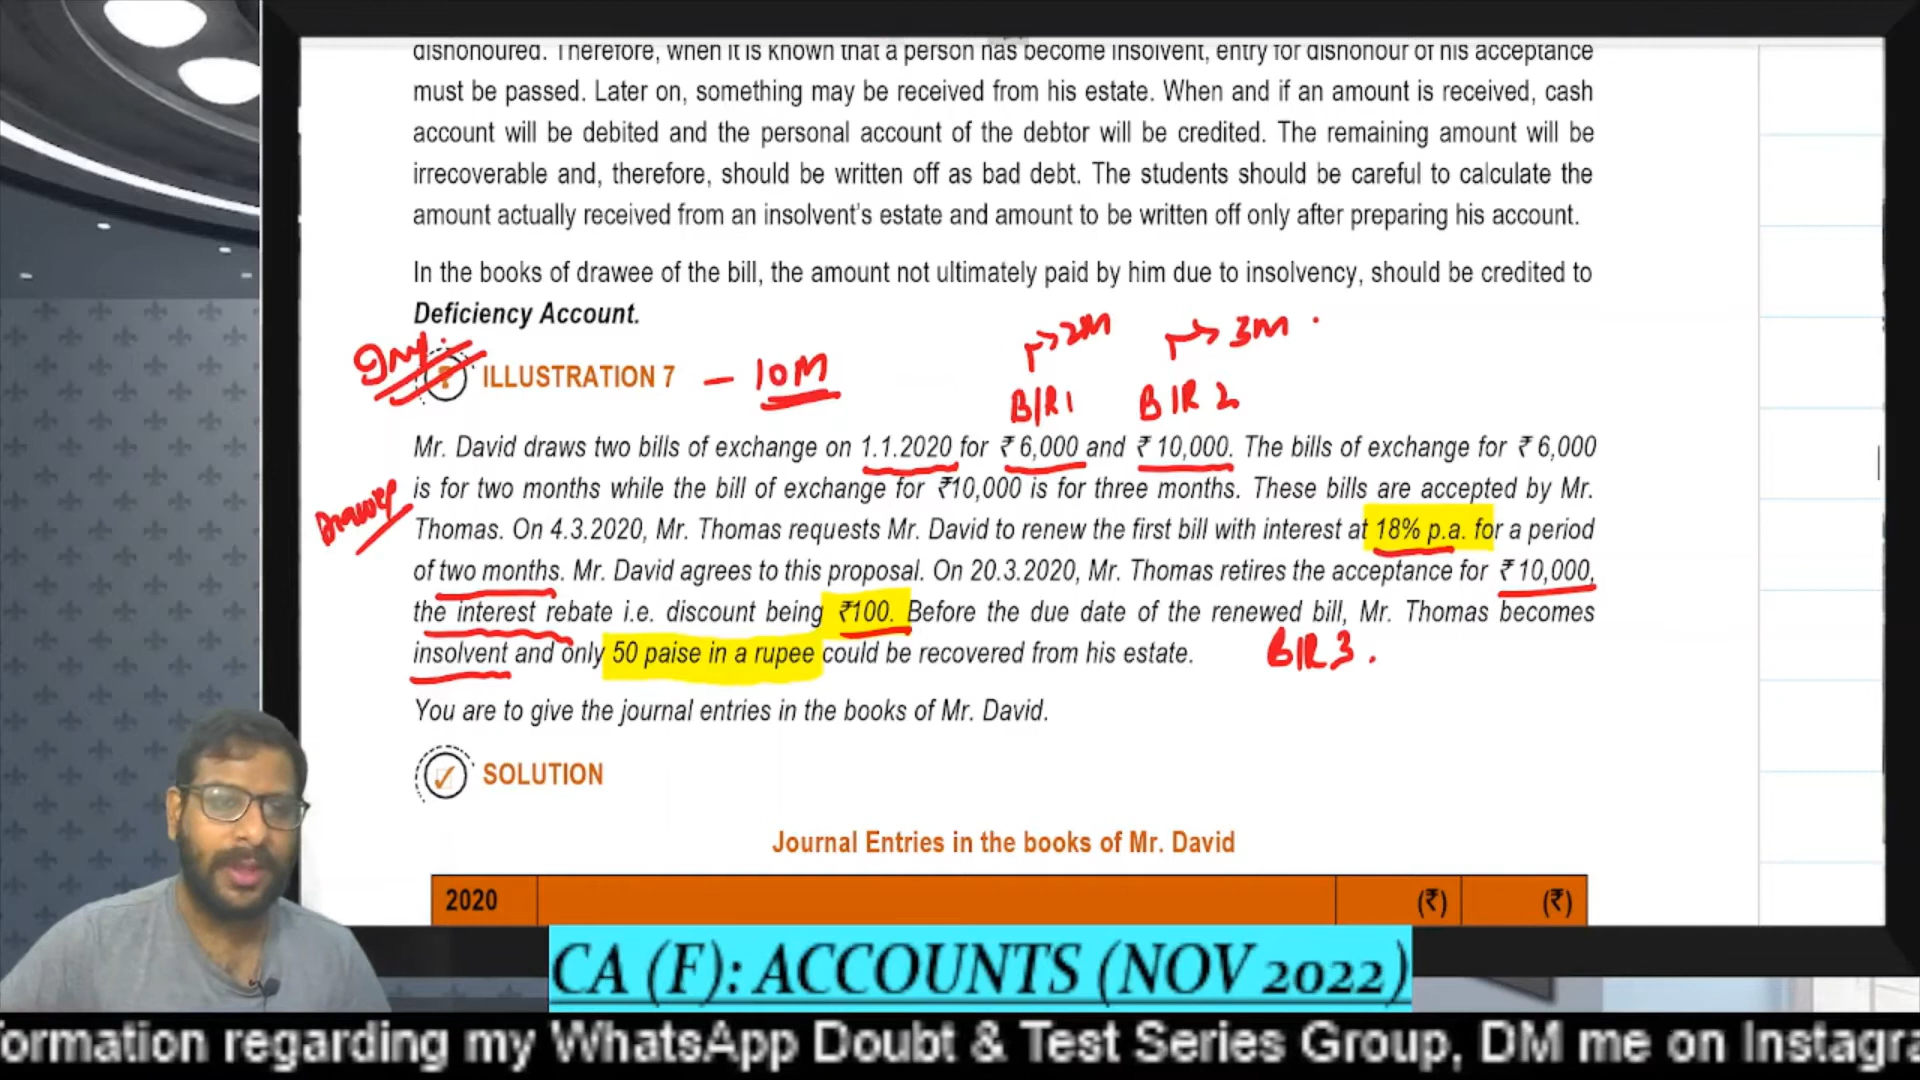 dishonoured. Therefore, when it is known that a person has become insolvent, entry for dishonour of his acceptance
must be passed. Later on, something may be received from his estate. When and if an amount is received, cash
account will be debited and the personal account of the debtor will be credited. The remaining amount will be
irrecoverable and, therefore, should be written off as bad debt. The students should be careful to calculate the
amount actually received from an insolvent's estate and amount to be written off only after preparing his account.
In the books of drawee of the bill, the amount not ultimately paid by him due to insolvency, should be credited to
Deficiency Account.
2M 3M
Imp. ? ILLUSTRATION 7 – 10M B/R1 B/R 2
Mr. David draws two bills of exchange on 1.1.2020 for ₹ 6,000 and ₹ 10,000. The bills of exchange for ₹ 6,000
is for two months while the bill of exchange for ₹10,000 is for three months. These bills are accepted by Mr.
Drawee
Thomas. On 4.3.2020, Mr. Thomas requests Mr. David to renew the first bill with interest at 18% p.a. for a period
of two months. Mr. David agrees to this proposal. On 20.3.2020, Mr. Thomas retires the acceptance for ₹ 10,000,
the interest rebate i.e. discount being ₹100. Before the due date of the renewed bill, Mr. Thomas becomes
insolvent and only 50 paise in a rupee could be recovered from his estate. B/R 3.
You are to give the journal entries in the books of Mr. David.
SOLUTION
Journal Entries in the books of Mr. David
2020 (₹) (₹)
CA (F): ACCOUNTS (NOV 2022)
formation regarding my WhatsApp Doubt & Test Series Group, DM me on Instagra